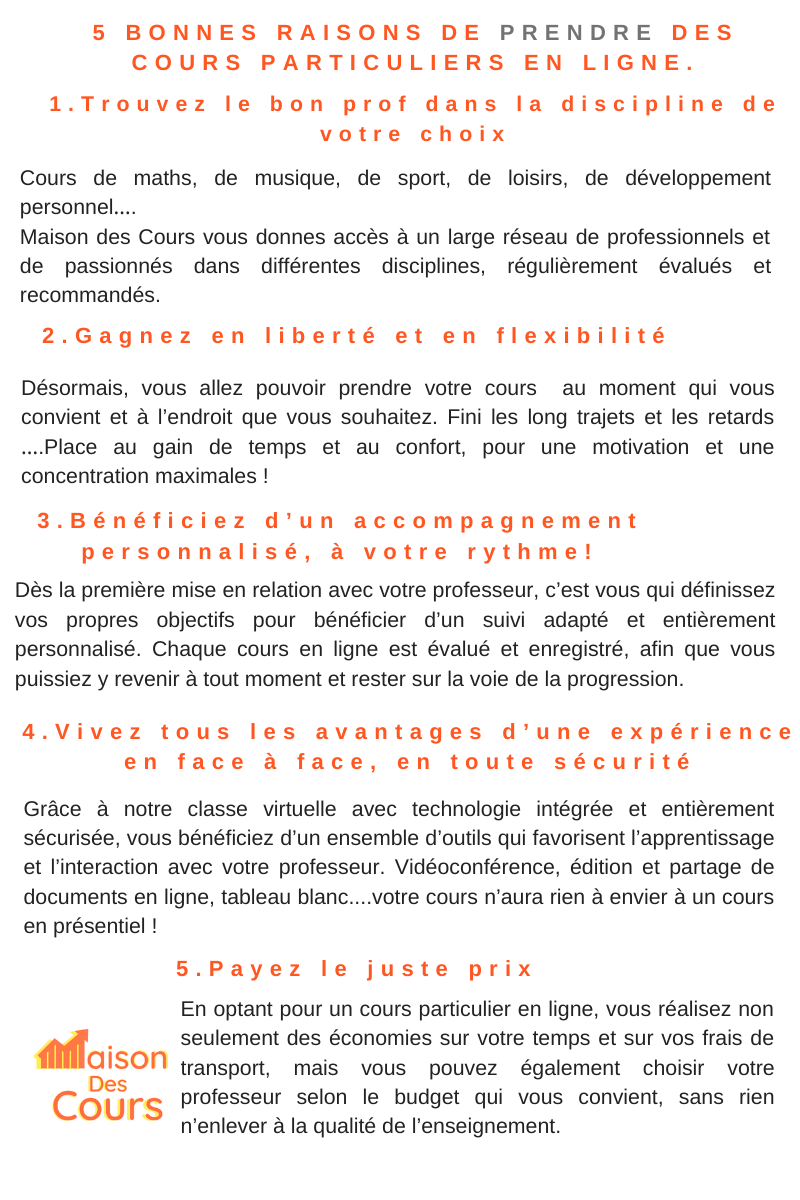 5 BONNES RAISONS DE PRENDRE DES
COURS PARTICULIERS EN LIGNE.
1.Trouvez le bon prof dans la discipline de
votre choix
Cours de maths, de musique, de sport, de loisirs, de développement
personnel....
Maison des Cours vous donnes accès à un large réseau de professionnels et
de passionnés dans différentes disciplines, régulièrement évalués et
recommandés.
2.Gagnez en liberté et en flexibilité
Désormais, vous allez pouvoir prendre votre cours au moment qui vous
convient et à l’endroit que vous souhaitez. Fini les long trajets et les retards
....Place au gain de temps et au confort, pour une motivation et une
concentration maximales !
3.Bénéficiez d’un accompagnement
personnalisé, à votre rythme!
Dès la première mise en relation avec votre professeur, c’est vous qui définissez
vos propres objectifs pour bénéficier d’un suivi adapté et entièrement
personnalisé. Chaque cours en ligne est évalué et enregistré, afin que vous
puissiez y revenir à tout moment et rester sur la voie de la progression.
4.Vivez tous les avantages d’une expérience
en face à face, en toute sécurité
Grâce à notre classe virtuelle avec technologie intégrée et entièrement
sécurisée, vous bénéficiez d’un ensemble d’outils qui favorisent l’apprentissage
et l’interaction avec votre professeur. Vidéoconférence, édition et partage de
documents en ligne, tableau blanc....votre cours n’aura rien à envier à un cours
en présentiel !
5.Payez le juste prix
En optant pour un cours particulier en ligne, vous réalisez non
seulement des économies sur votre temps et sur vos frais de
transport, mais vous pouvez également choisir votre
professeur selon le budget qui vous convient, sans rien
n’enlever à la qualité de l’enseignement.
Maison
Des
Cours